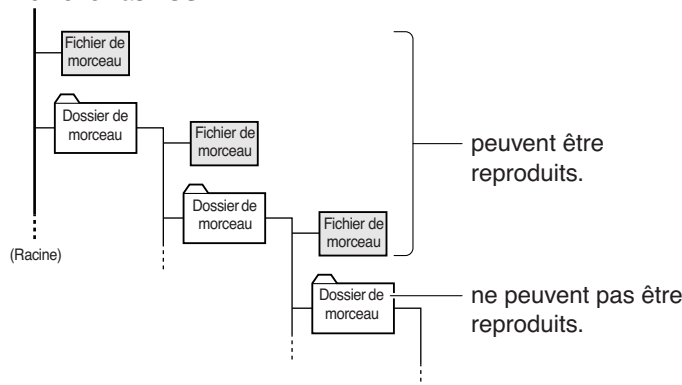 Fichier de
morceau
Dossier de
morceau
Fichier de
morceau
peuvent être
reproduits.
Dossier de
morceau
Fichier de
morceau
(Racine)
Dossier de
morceau
ne peuvent pas être
reproduits.